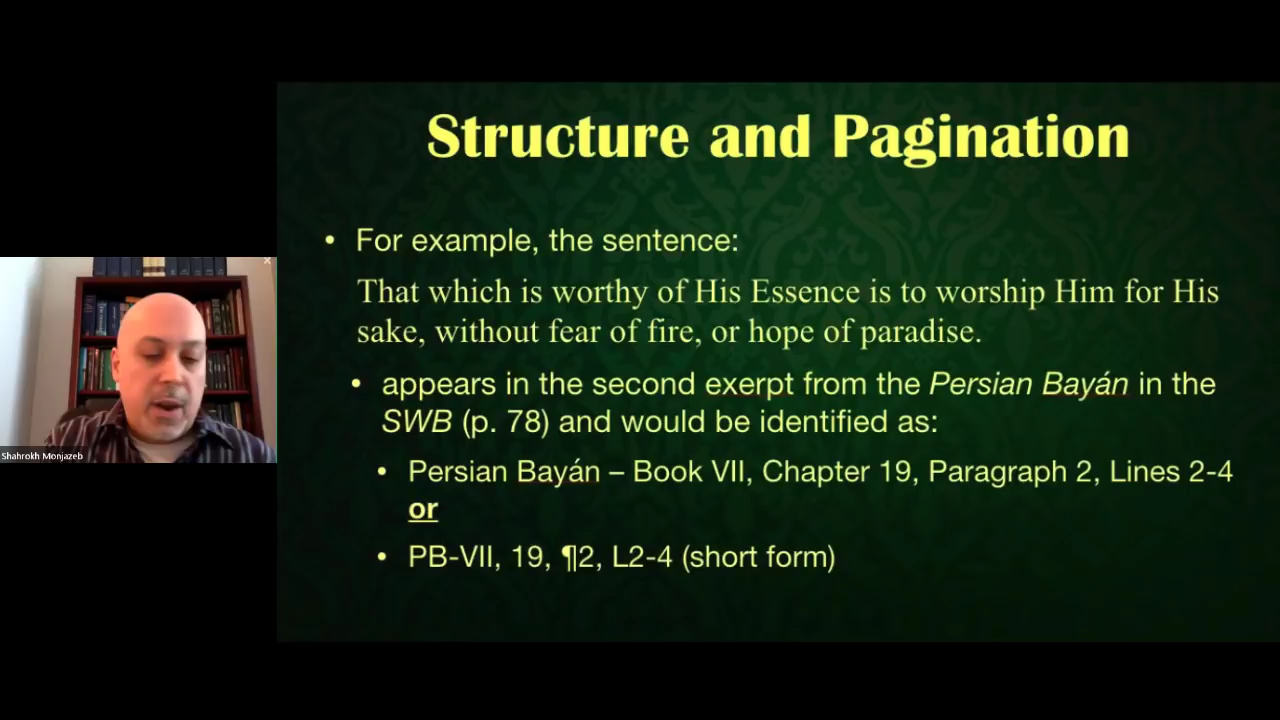 Structure and Pagination
• For example, the sentence:
That which is worthy of His Essence is to worship Him for His
sake, without fear of fire, or hope of paradise.
• appears in the second exerpt from the Persian Bayán in the
SWB (p. 78) and would be identified as:
• Persian Bayán – Book VII, Chapter 19, Paragraph 2, Lines 2-4
or
• PB-VII, 19, ¶2, L2-4 (short form)
Shahrokh Monjazeb